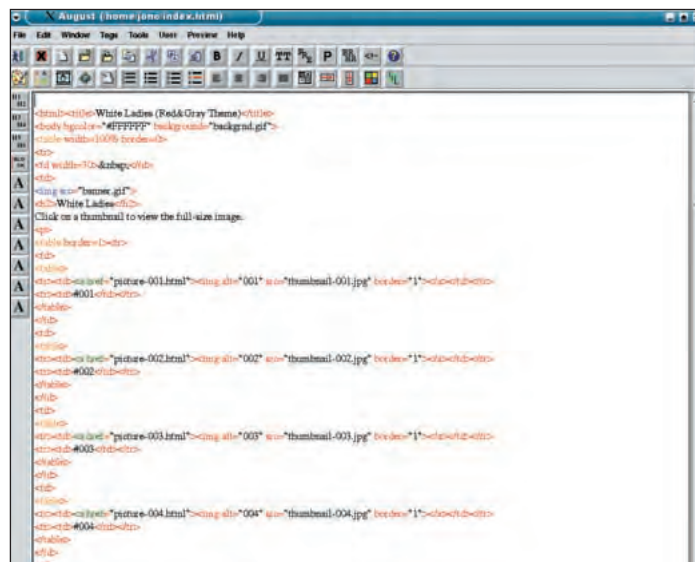 August (home/jono/index.html)
File Edit Window Tags Tools User Preview Help
B I U TT P
<html><title>White Ladies (Red&Gray Theme)</title>
<body bgcolor="#FFFFFF" background="backgrnd.gif">
<table width=100% border=0>
<tr>
<td width=30>&nbsp;</td>
<td>
<img src="banner.gif">
<h2>White Ladies</h2>
Click on a thumbnail to view the full-size image.
<p>
<table border=1><tr>
<td>
<table>
<tr><td><a href="picture-001.html"><img alt="001" src="thumbnail-001.jpg" border="1"></a></td></tr>
<tr><td>#001</td></tr>
</table>
</td>
<td>
<table>
<tr><td><a href="picture-002.html"><img alt="002" src="thumbnail-002.jpg" border="1"></a></td></tr>
<tr><td>#002</td></tr>
</table>
</td>
<td>
<table>
<tr><td><a href="picture-003.html"><img alt="003" src="thumbnail-003.jpg" border="1"></a></td></tr>
<tr><td>#003</td></tr>
</table>
</td>
<td>
<table>
<tr><td><a href="picture-004.html"><img alt="004" src="thumbnail-004.jpg" border="1"></a></td></tr>
<tr><td>#004</td></tr>
</table>
</td>
A
A
A
A
A
A
A